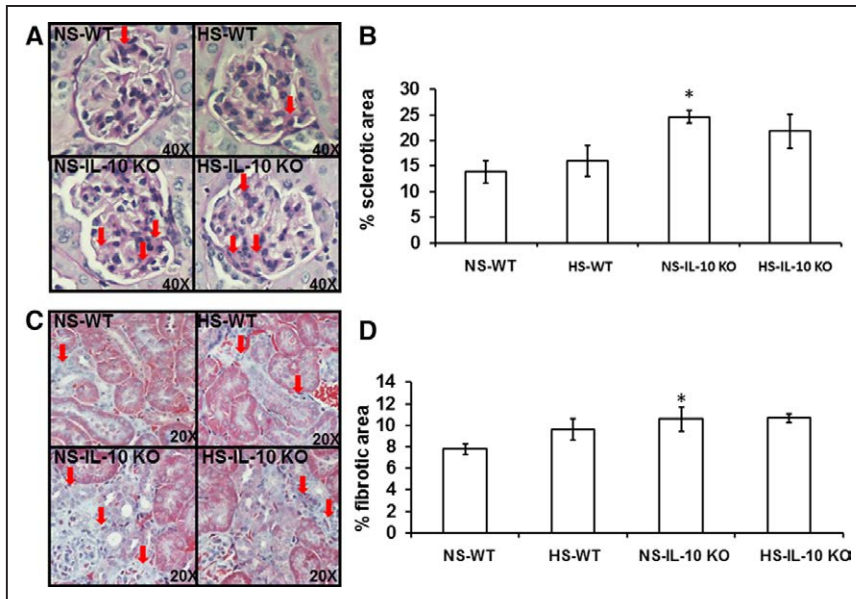 A
NS-WT
40X
HS-WT
40X
NS-IL-10 KO
40X
HS-IL-10 KO
40X
B
% sclerotic area
30
25
20
15
10
5
0
*
NS-WT
HS-WT
NS-IL-10 KO
HS-IL-10 KO
C
NS-WT
20X
HS-WT
20X
NS-IL-10 KO
20X
HS-IL-10 KO
20X
D
% fibrotic area
14
12
10
8
6
4
2
0
*
NS-WT
HS-WT
NS-IL-10 KO
HS-IL-10 KO